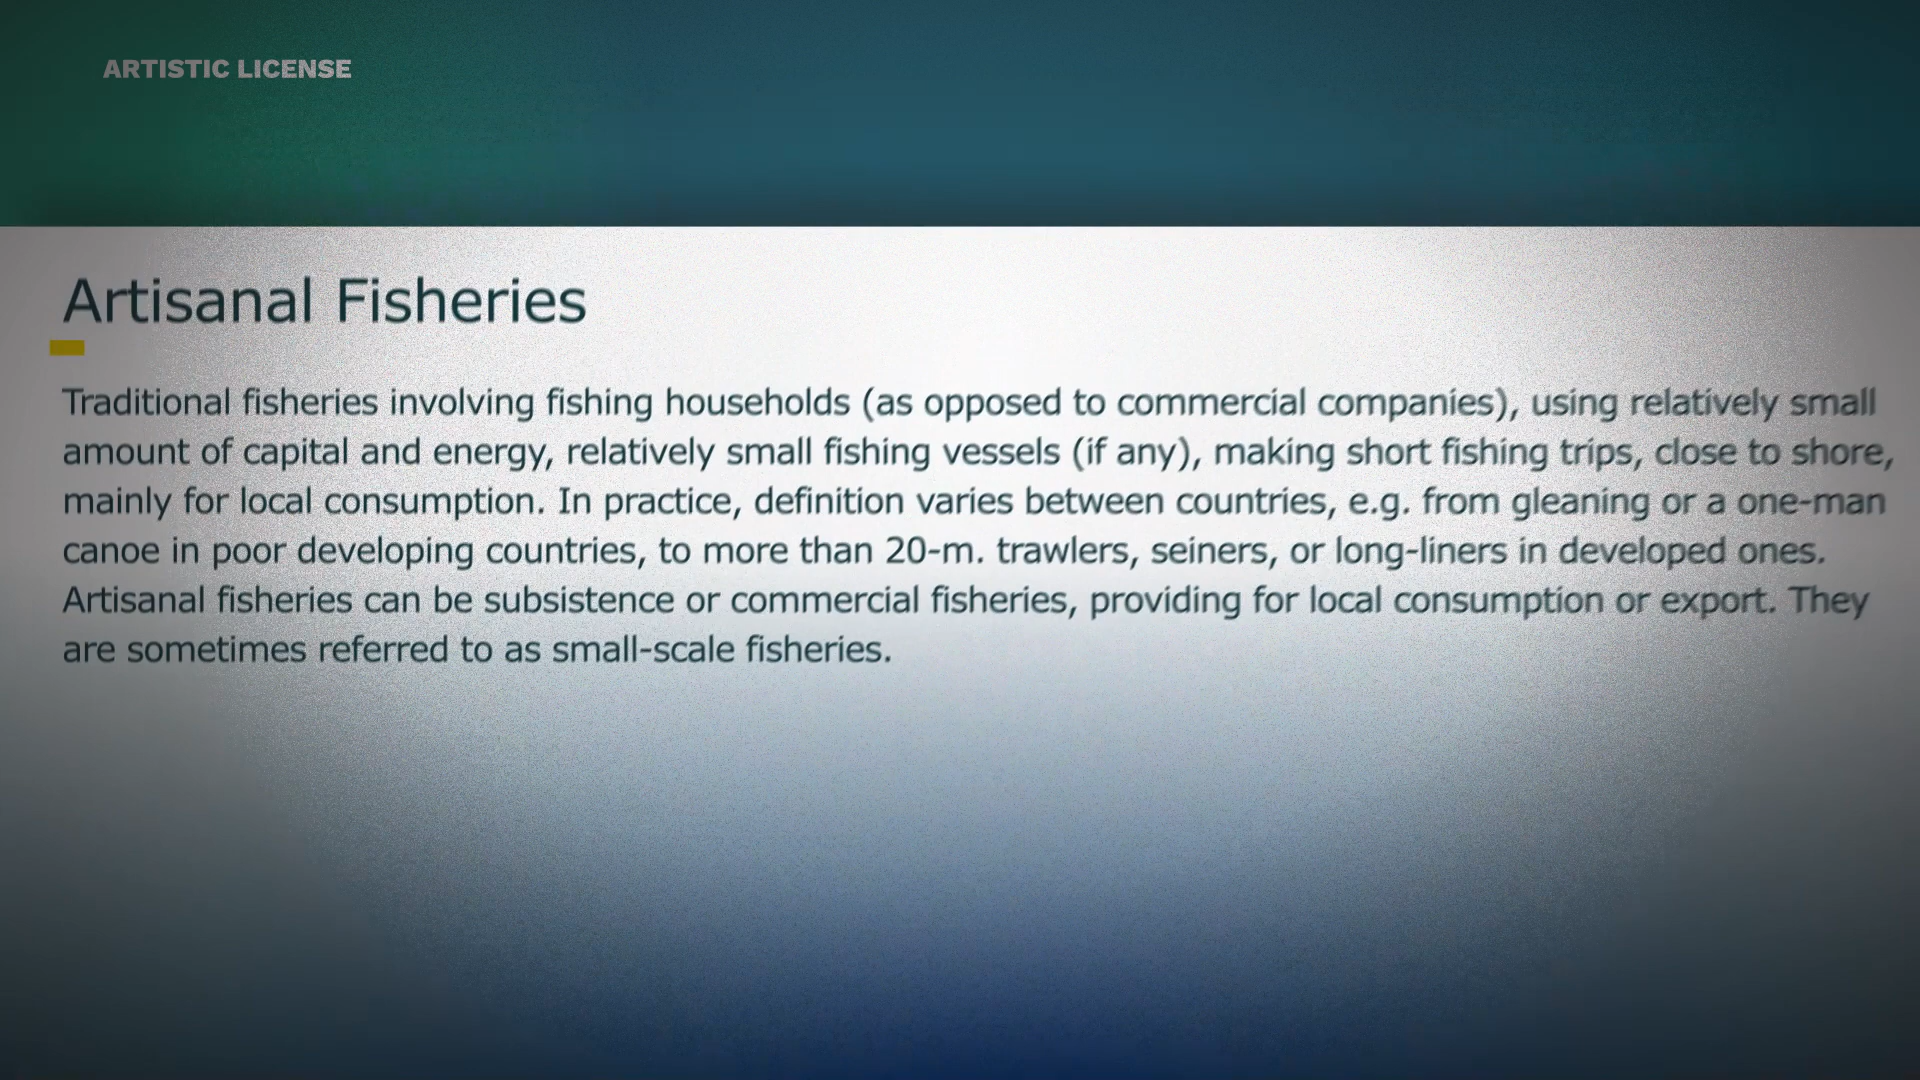 ARTISTIC LICENSE
Artisanal Fisheries
Traditional fisheries involving fishing households (as opposed to commercial companies), using relatively small
amount of capital and energy, relatively small fishing vessels (if any), making short fishing trips, close to shore,
mainly for local consumption. In practice, definition varies between countries, e.g. from gleaning or a one-man
canoe in poor developing countries, to more than 20-m. trawlers, seiners, or long-liners in developed ones.
Artisanal fisheries can be subsistence or commercial fisheries, providing for local consumption or export. They
are sometimes referred to as small-scale fisheries.